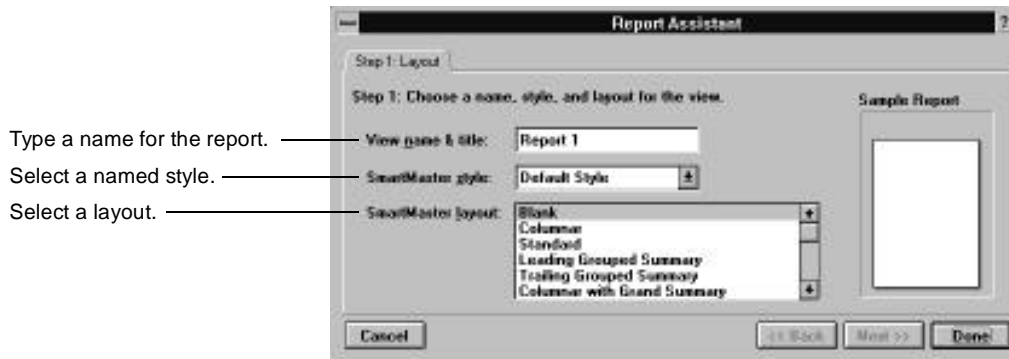 Report Assistant
?
Step 1: Layout
Step 1: Choose a name, style, and layout for the view.
Sample Report
Type a name for the report.
View name & title:
Report 1
Select a named style.
SmartMaster style:
Default Style
Select a layout.
SmartMaster layout:
Blank
Columnar
Standard
Leading Grouped Summary
Trailing Grouped Summary
Columnar with Grand Summary
Cancel
<< Back
Next >>
Done